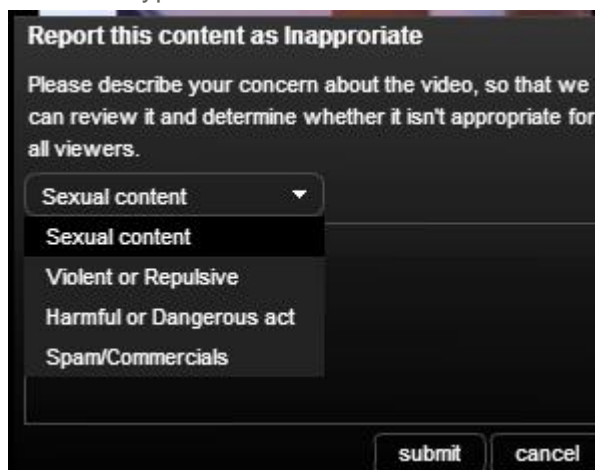 Report this content as Inapproriate
Please describe your concern about the video, so that we
can review it and determine whether it isn't appropriate for
all viewers.
Sexual content
Sexual content
Violent or Repulsive
Harmful or Dangerous act
Spam/Commercials
submit cancel